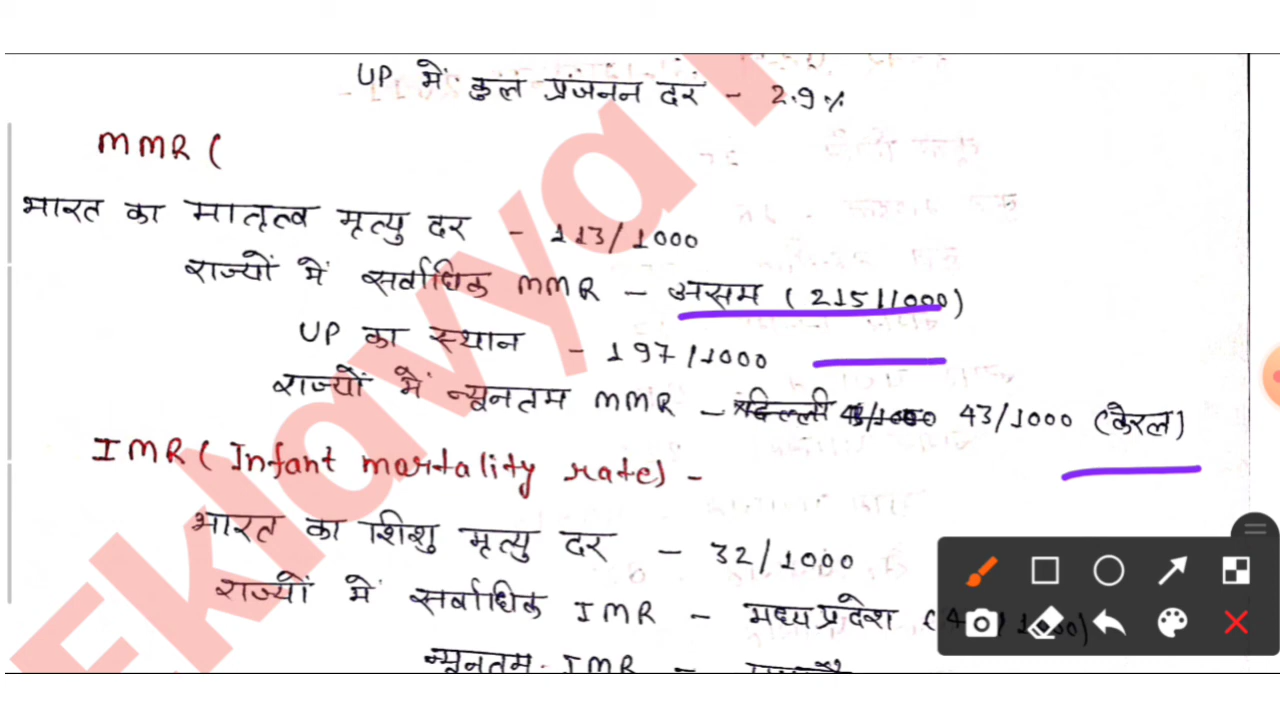 UP में कुल प्रजनन दर - 2.9%
MMR (
भारत का मातृत्व मृत्यु दर - 113/1000
राज्यों में सर्वाधिक MMR - असम (215/1000)
UP का स्थान - 197/1000
राज्यों में न्यूनतम MMR - दिल्ली 43/1000 (केरल)
IMR (Infant mortality rate) -
भारत का शिशु मृत्यु दर - 32/1000
राज्यों में सर्वाधिक IMR - मध्यप्रदेश (4
न्यूनतम IMR -
Eklavya